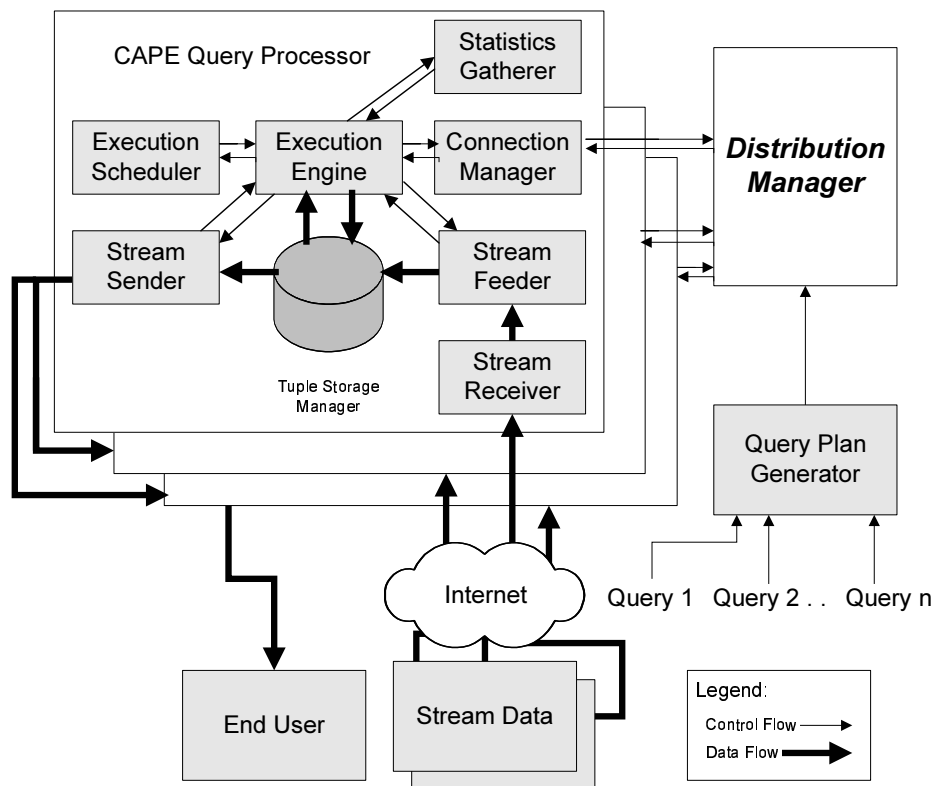 CAPE Query Processor
Statistics
Gatherer
Execution
Scheduler
Execution
Engine
Connection
Manager
Distribution
Manager
Stream
Sender
Stream
Feeder
Tuple Storage
Manager
Stream
Receiver
Query Plan
Generator
Internet
Query 1
Query 2 . .
Query n
End User
Stream Data
Legend:
Control Flow
Data Flow